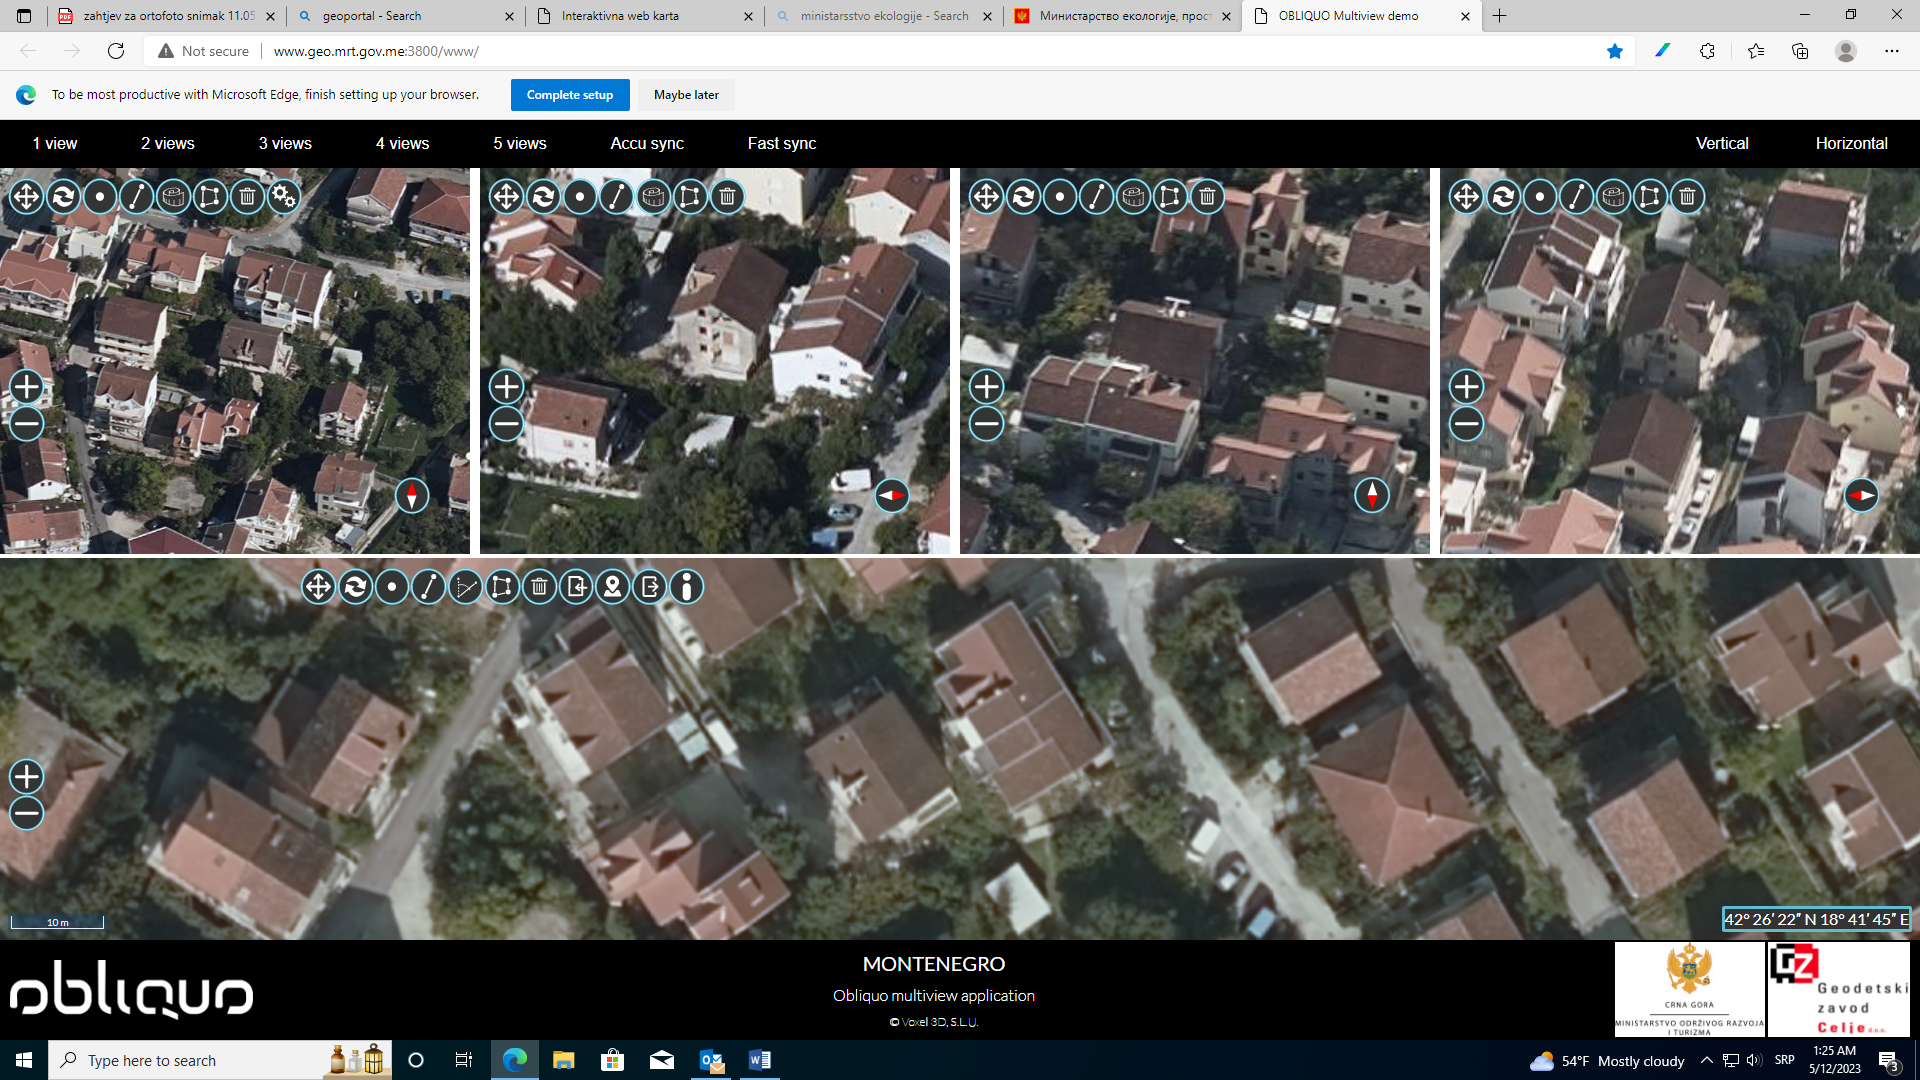 zahtjev za ortofoto snimak 11.05
geoportal - Search
Interaktivna web karta
ministarsstvo ekologije - Search
Министарство екологије, прост
OBLIQUO Multiview demo
Not secure
www.geo.mrt.gov.me:3800/www/
To be most productive with Microsoft Edge, finish setting up your browser.
Complete setup
Maybe later
1 view
2 views
3 views
4 views
5 views
Accu sync
Fast sync
Vertical
Horizontal
10 m
42° 26′ 22″ N 18° 41′ 45″ E
obliquo
MONTENEGRO
Obliquo multiview application
© Voxel 3D, S.L.U.
CRNA GORA
MINISTARSTVO ODRŽIVOG RAZVOJA
I TURIZMA
GZ
Geodetski
zavod
Celje d.o.o.
Type here to search
54°F Mostly cloudy
SRP
1:25 AM
5/12/2023
3